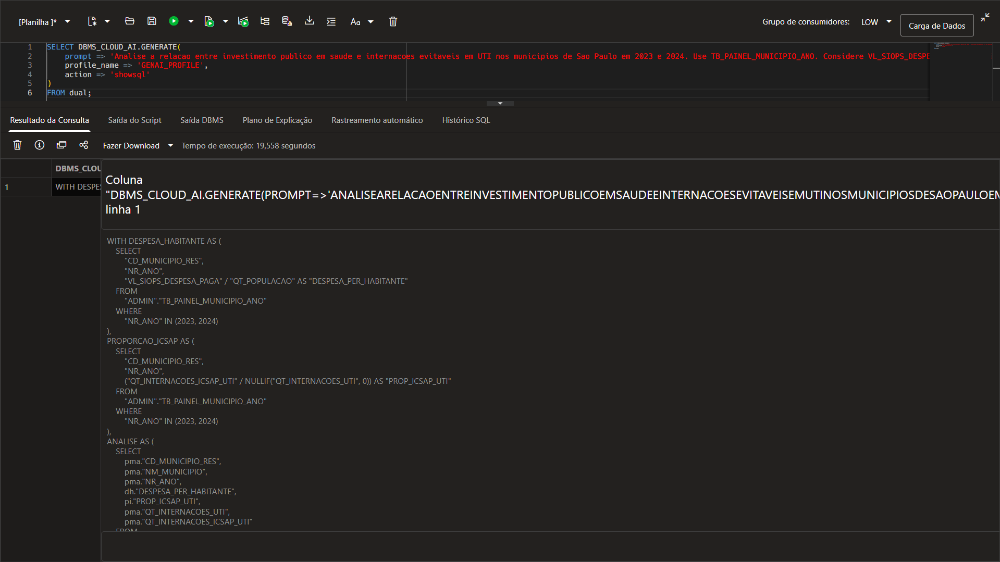 [Planilha ]*
Aa
Grupo de consumidores:
LOW
Carga de Dados
1 SELECT DBMS_CLOUD_AI.GENERATE(
2 prompt => 'Analise a relacao entre investimento publico em saude e internacoes evitaveis em UTI nos municipios de Sao Paulo em 2023 e 2024. Use TB_PAINEL_MUNICIPIO_ANO. Considere VL_SIOPS_DESPE
3 profile_name => 'GENAI_PROFILE',
4 action => 'showsql'
5 )
6 FROM dual;
Resultado da Consulta
Saída do Script
Saída DBMS
Plano de Explicação
Rastreamento automático
Histórico SQL
Fazer Download
Tempo de execução: 19,558 segundos
DBMS_CLOU
1 WITH DESPES
Coluna
"DBMS_CLOUD_AI.GENERATE(PROMPT=>'ANALISEARELACAOENTREINVESTIMENTOPUBLICOEMSAUDEEINTERNACOESEVITAVEISEMUTINOSMUNICIPIOSDESAOPAULOEM
linha 1
WITH DESPESA_HABITANTE AS (
SELECT
"CD_MUNICIPIO_RES",
"NR_ANO",
"VL_SIOPS_DESPESA_PAGA" / "QT_POPULACAO" AS "DESPESA_PER_HABITANTE"
FROM
"ADMIN"."TB_PAINEL_MUNICIPIO_ANO"
WHERE
"NR_ANO" IN (2023, 2024)
),
PROPORCAO_ICSAP AS (
SELECT
"CD_MUNICIPIO_RES",
"NR_ANO",
("QT_INTERNACOES_ICSAP_UTI" / NULLIF("QT_INTERNACOES_UTI", 0)) AS "PROP_ICSAP_UTI"
FROM
"ADMIN"."TB_PAINEL_MUNICIPIO_ANO"
WHERE
"NR_ANO" IN (2023, 2024)
),
ANALISE AS (
SELECT
pma."CD_MUNICIPIO_RES",
pma."NM_MUNICIPIO",
pma."NR_ANO",
dh."DESPESA_PER_HABITANTE",
pi."PROP_ICSAP_UTI",
pma."QT_INTERNACOES_UTI",
pma."QT_INTERNACOES_ICSAP_UTI"
FROM